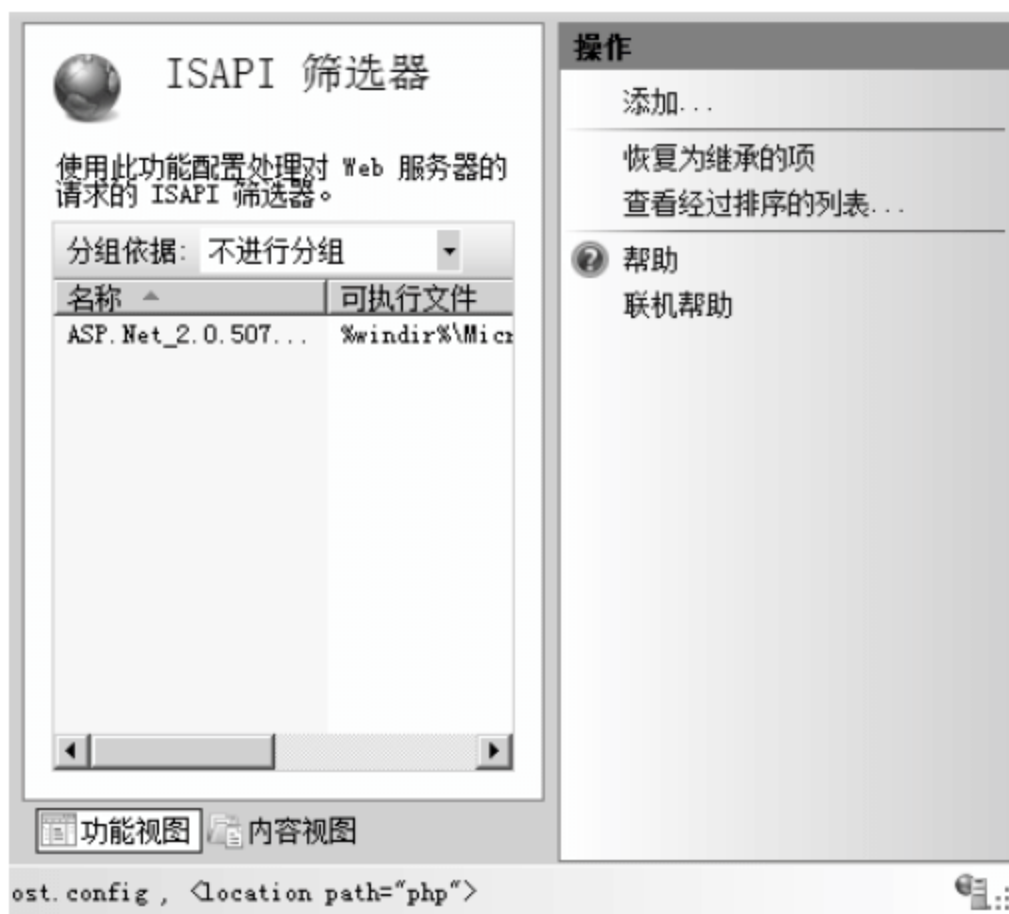 ISAPI 筛选器
使用此功能配置处理对 Web 服务器的
请求的 ISAPI 筛选器。
分组依据: 不进行分组
名称 可执行文件
ASP.Net_2.0.507... %windir%\Micr
功能视图 内容视图
操作
添加...
恢复为继承的项
查看经过排序的列表...
帮助
联机帮助
ost.config , <location path="php">